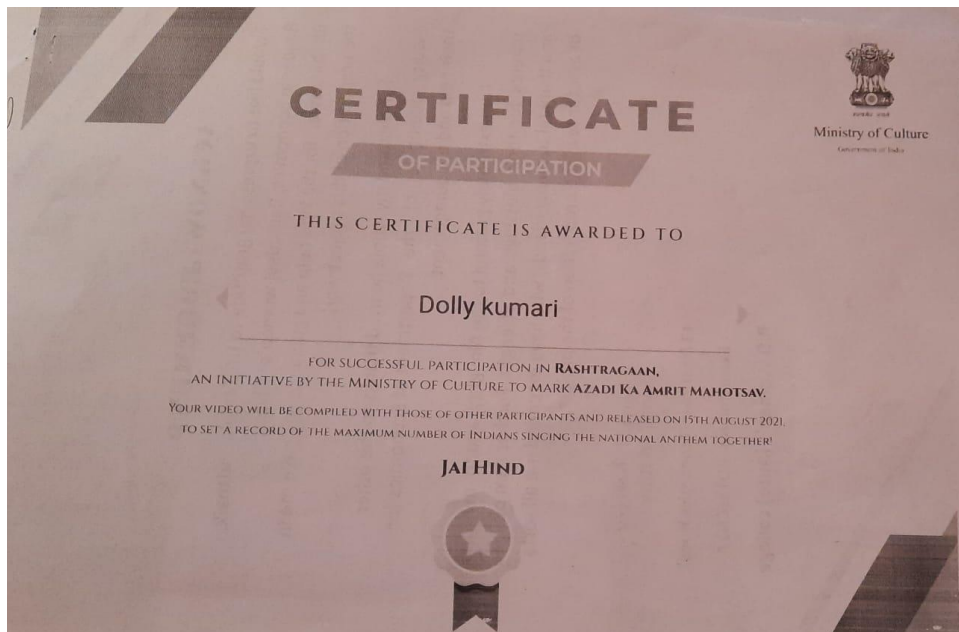 CERTIFICATE
OF PARTICIPATION
Ministry of Culture
Government of India
THIS CERTIFICATE IS AWARDED TO
Dolly kumari
FOR SUCCESSFUL PARTICIPATION IN RASHTRAGAAN,
AN INITIATIVE BY THE MINISTRY OF CULTURE TO MARK AZADI KA AMRIT MAHOTSAV.
YOUR VIDEO WILL BE COMPILED WITH THOSE OF OTHER PARTICIPANTS AND RELEASED ON 15TH AUGUST 2021,
TO SET A RECORD OF THE MAXIMUM NUMBER OF INDIANS SINGING THE NATIONAL ANTHEM TOGETHER!
JAI HIND